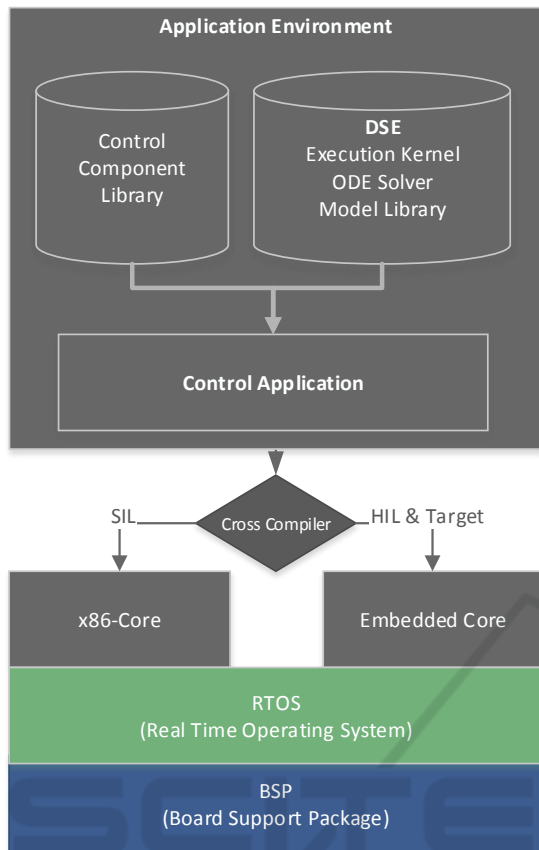 Application Environment
Control
Component
Library
DSE
Execution Kernel
ODE Solver
Model Library
Control Application
SIL
Cross Compiler
HIL & Target
x86-Core
Embedded Core
RTOS
(Real Time Operating System)
BSP
(Board Support Package)